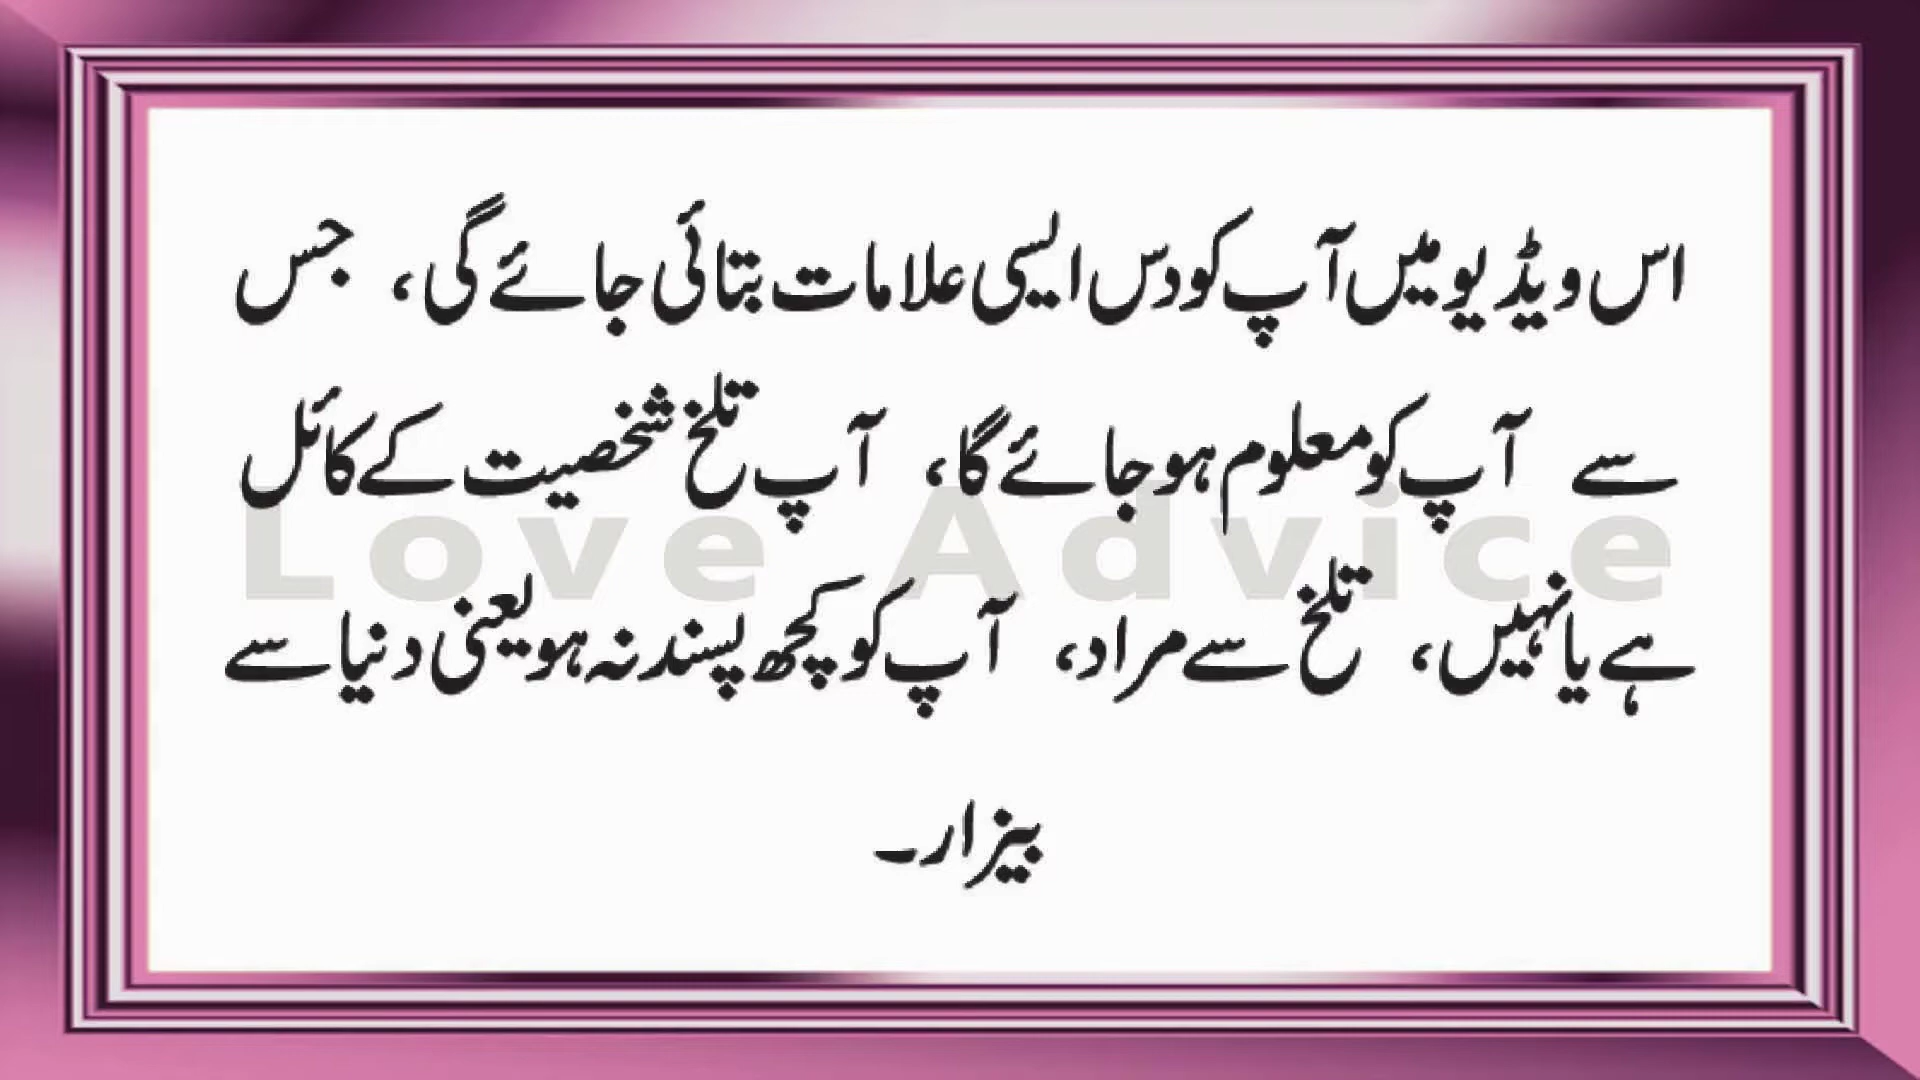 اس ویڈیو میں آپ کو دس ایسی علامات بتائی جائے گی، جس
سے آپ کو معلوم ہو جائے گا، آپ تلخ شخصیت کے کائل
ہے یا نہیں، تلخ سے مراد، آپ کو کچھ پسند نہ ہو یعنی دنیا سے
بیزار۔
Love Advice